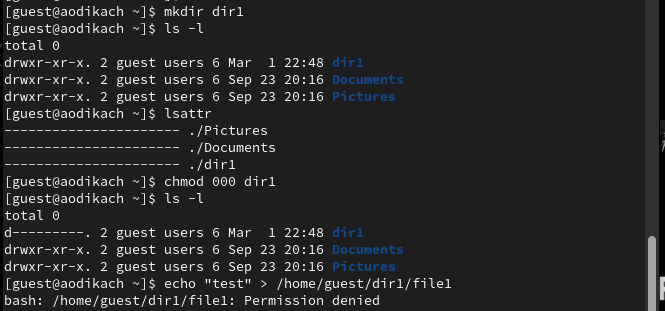 [guest@aodikach ~]$ mkdir dir1
[guest@aodikach ~]$ ls -l
total 0
drwxr-xr-x. 2 guest users 6 Mar  1 22:48 dir1
drwxr-xr-x. 2 guest users 6 Sep 23 20:16 Documents
drwxr-xr-x. 2 guest users 6 Sep 23 20:16 Pictures
[guest@aodikach ~]$ lsattr
---------------------- ./Pictures
---------------------- ./Documents
---------------------- ./dir1
[guest@aodikach ~]$ chmod 000 dir1
[guest@aodikach ~]$ ls -l
total 0
d---------. 2 guest users 6 Mar  1 22:48 dir1
drwxr-xr-x. 2 guest users 6 Sep 23 20:16 Documents
drwxr-xr-x. 2 guest users 6 Sep 23 20:16 Pictures
[guest@aodikach ~]$ echo "test" > /home/guest/dir1/file1
bash: /home/guest/dir1/file1: Permission denied